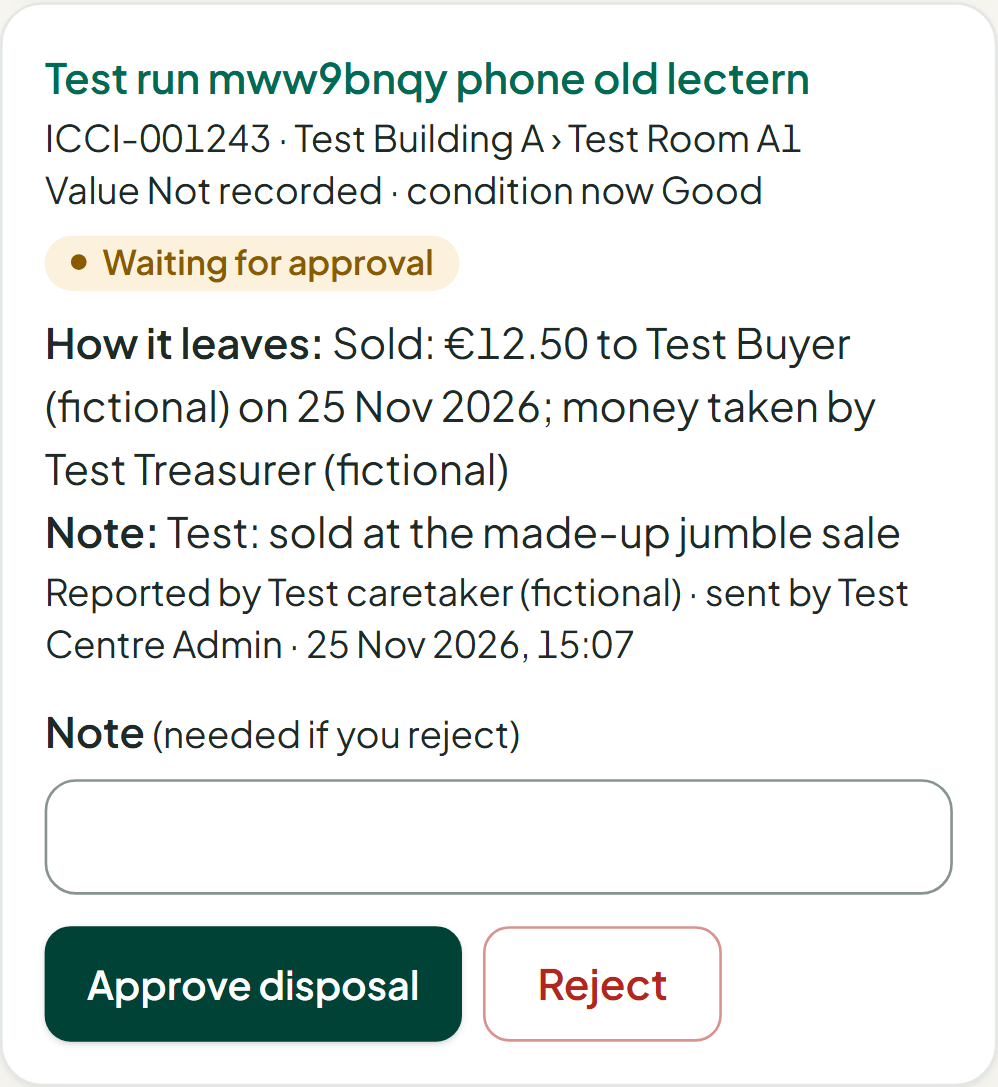 Test run mww9bnqy phone old lectern
ICCI-001243 · Test Building A › Test Room A1
Value Not recorded · condition now Good
Waiting for approval
How it leaves: Sold: €12.50 to Test Buyer
(fictional) on 25 Nov 2026; money taken by
Test Treasurer (fictional)
Note: Test: sold at the made-up jumble sale
Reported by Test caretaker (fictional) · sent by Test
Centre Admin · 25 Nov 2026, 15:07
Note (needed if you reject)
Approve disposal
Reject